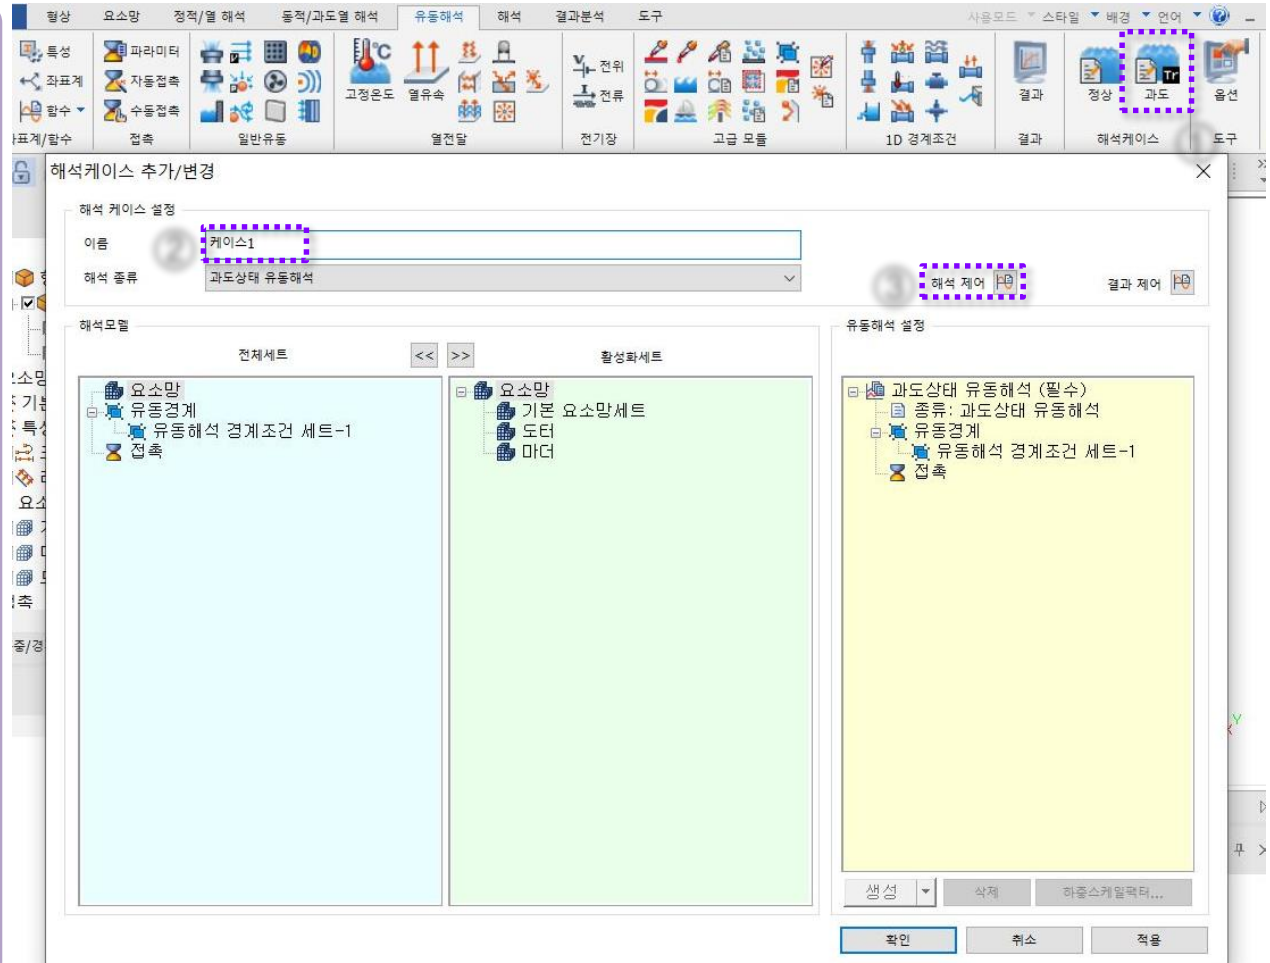 형상 요소망 정적/열 해석 동적/과도열 해석 유동해석 해석 결과분석 도구 사용모드 스타일 배경 언어
특성 파라미터
좌표계 자동접촉 고정온도 열유속 전위 결과 정상 과도 Tr 옵션
함수 수동접촉 전류
표계/함수 접촉 일반유동 열전달 전기장 고급 모듈 1D 경계조건 결과 해석케이스 도구
①
해석케이스 추가/변경
해석 케이스 설정
이름 ② 케이스1
해석 종류 과도상태 유동해석 ③ 해석 제어 결과 제어
해석모델 유동해석 설정
전체세트 << >> 활성화세트
요소망 요소망 과도상태 유동해석 (필수)
유동경계 기본 요소망세트 종류: 과도상태 유동해석
유동해석 경계조건 세트-1 도터 유동경계
접촉 마더 유동해석 경계조건 세트-1
접촉
생성 삭제 하중스케일팩터...
확인 취소 적용
Y